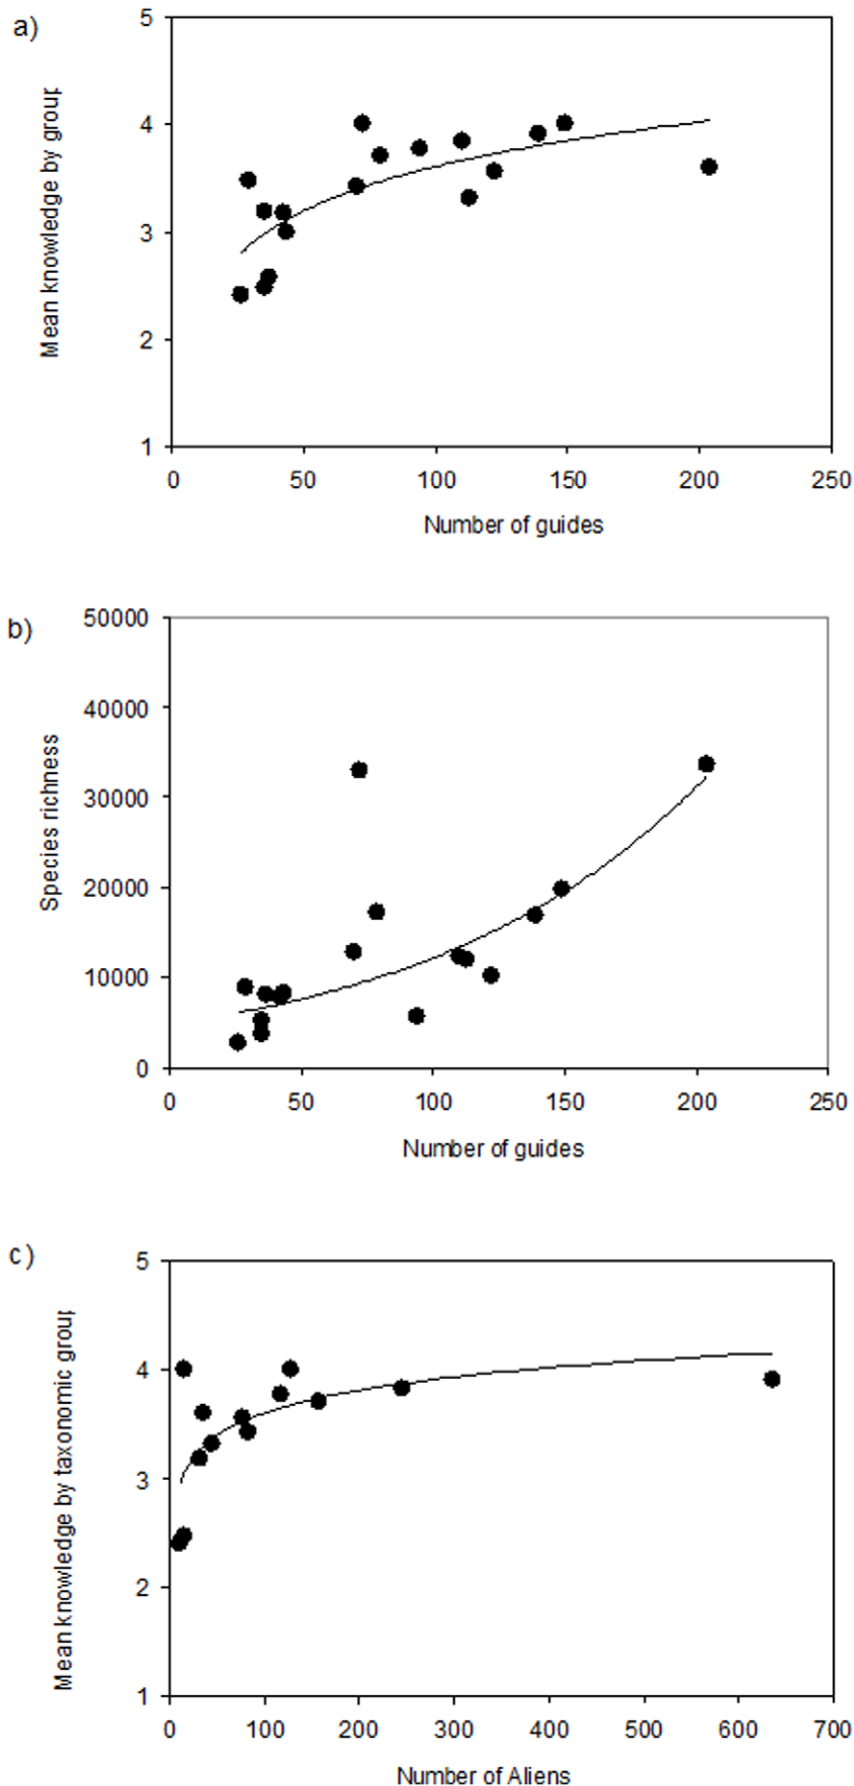 a)
5
4
3
2
1
Mean knowledge by group
0 50 100 150 200 250
Number of guides
b)
50000
40000
30000
20000
10000
0
Species richness
0 50 100 150 200 250
Number of guides
c)
5
4
3
2
1
Mean knowledge by taxonomic group
0 100 200 300 400 500 600 700
Number of Aliens